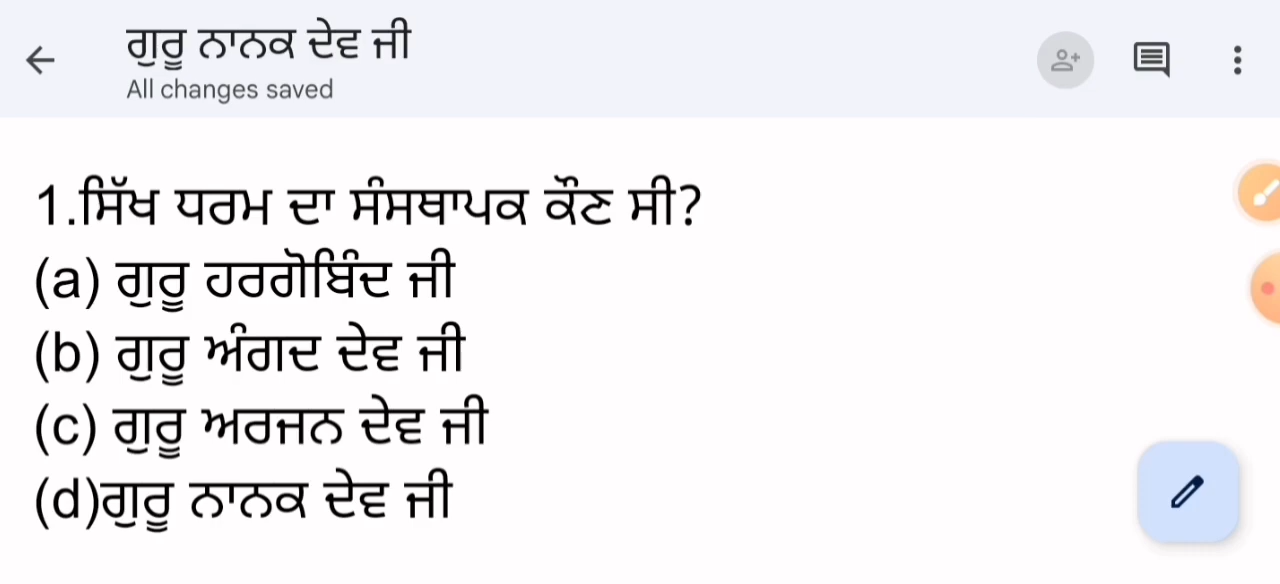 ਗੁਰੂ ਨਾਨਕ ਦੇਵ ਜੀ
All changes saved
1.ਸਿੱਖ ਧਰਮ ਦਾ ਸੰਸਥਾਪਕ ਕੌਣ ਸੀ?
(a) ਗੁਰੂ ਹਰਗੋਬਿੰਦ ਜੀ
(b) ਗੁਰੂ ਅੰਗਦ ਦੇਵ ਜੀ
(c) ਗੁਰੂ ਅਰਜਨ ਦੇਵ ਜੀ
(d)ਗੁਰੂ ਨਾਨਕ ਦੇਵ ਜੀ